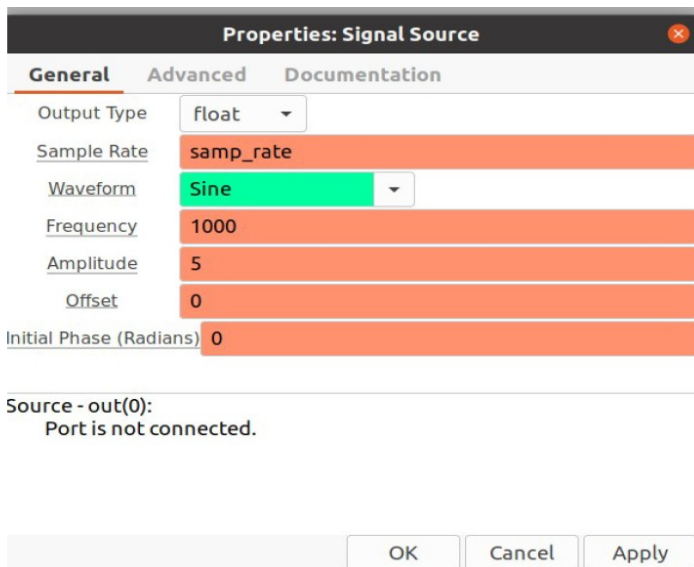 Properties: Signal Source
General Advanced Documentation
Output Type float
Sample Rate samp_rate
Waveform Sine
Frequency 1000
Amplitude 5
Offset 0
Initial Phase (Radians) 0
Source - out(0):
Port is not connected.
OK Cancel Apply